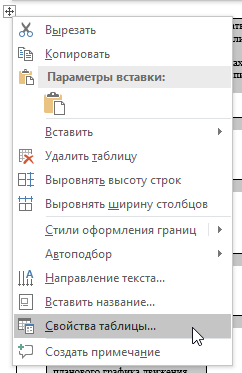 Вырезать
Копировать
Параметры вставки:
Вставить
Удалить таблицу
Выровнять высоту строк
Выровнять ширину столбцов
Стили оформления границ
Автоподбор
Направление текста...
Вставить название...
Свойства таблицы...
Создать примечание
планового графика движения